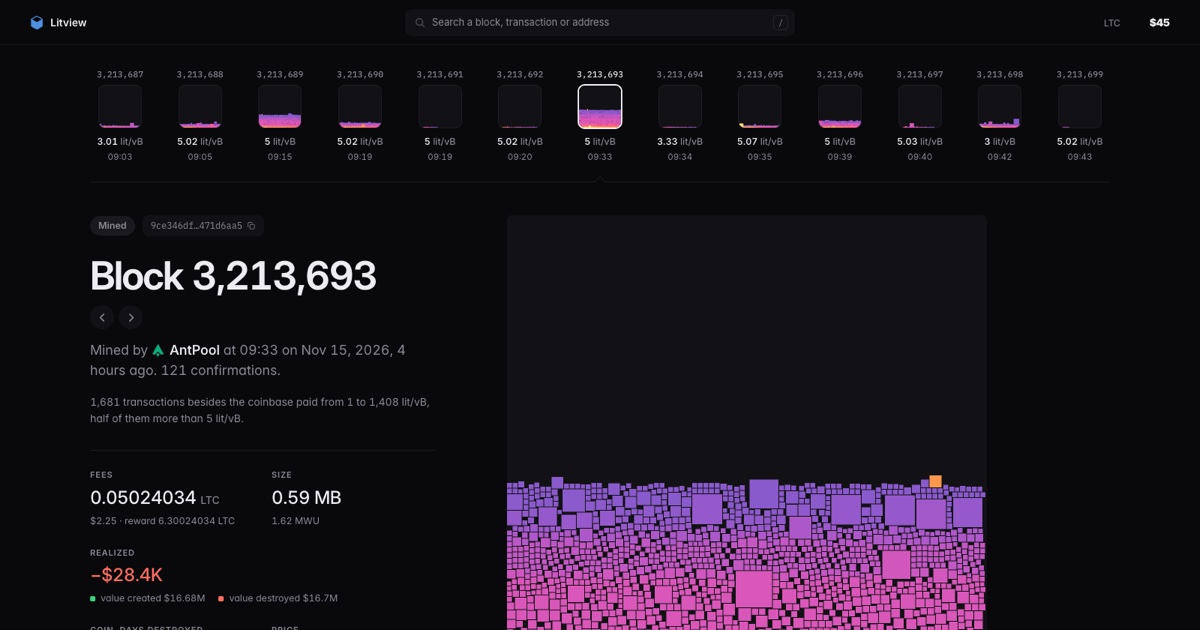 Litview
Search a block, transaction or address
/
LTC
$45
3,213,687
3,213,688
3,213,689
3,213,690
3,213,691
3,213,692
3,213,693
3,213,694
3,213,695
3,213,696
3,213,697
3,213,698
3,213,699
3.01 lit/vB
5.02 lit/vB
5 lit/vB
5.02 lit/vB
5 lit/vB
5.02 lit/vB
5 lit/vB
3.33 lit/vB
5.07 lit/vB
5 lit/vB
5.03 lit/vB
3 lit/vB
5.02 lit/vB
09:03
09:05
09:15
09:19
09:19
09:20
09:33
09:34
09:35
09:39
09:40
09:42
09:43
Mined
9ce346df…471d6aa5
Block 3,213,693
Mined by AntPool at 09:33 on Nov 15, 2026, 4
hours ago. 121 confirmations.
1,681 transactions besides the coinbase paid from 1 to 1,408 lit/vB,
half of them more than 5 lit/vB.
FEES
SIZE
0.05024034 LTC
0.59 MB
$2.25 · reward 6.30024034 LTC
1.62 MWU
REALIZED
−$28.4K
value created $16.68M
value destroyed $16.7M
COIN-DAYS DESTROYED
PRICE